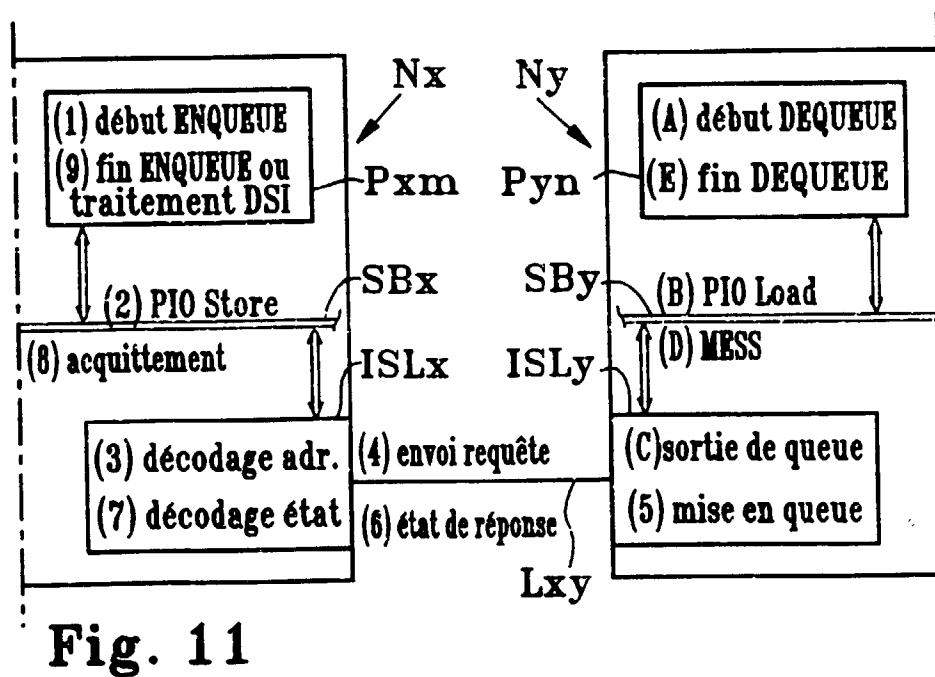 Nx
Ny
(1) début ENQUEUE
(9) fin ENQUEUE ou
traitement DSI
Pxm
Pyn
(A) début DEQUEUE
(E) fin DEQUEUE
(2) PIO Store
SBx
SBy
(B) PIO Load
(8) acquittement
(D) MESS
ISLx
ISLy
(3) décodage adr.
(7) décodage état
(4) envoi requête
(6) état de réponse
(C)sortie de queue
(5) mise en queue
Lxy
Fig. 11